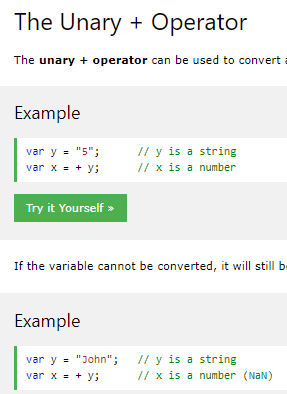 The Unary + Operator
The unary + operator can be used to convert
Example
var y = "5";      // y is a string
var x = + y;      // x is a number
Try it Yourself »
If the variable cannot be converted, it will still
Example
var y = "John";   // y is a string
var x = + y;      // x is a number (NaN)